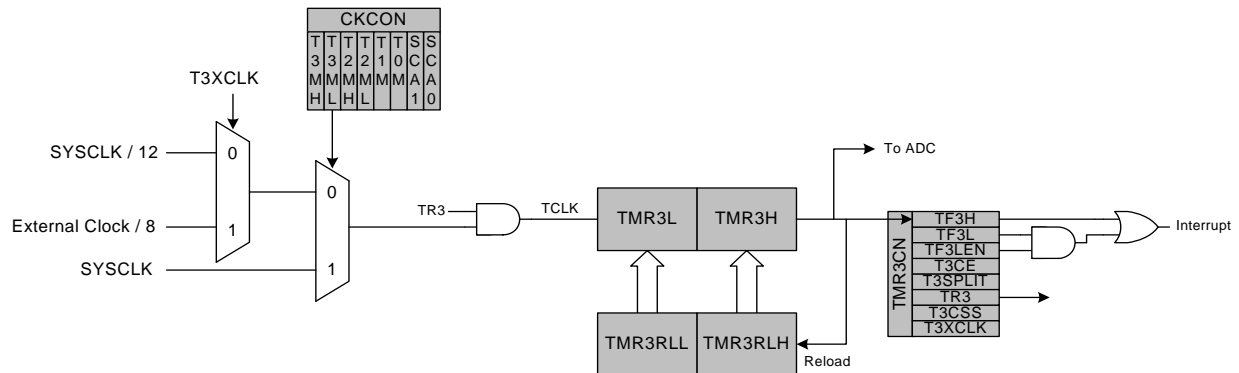 CKCON
T3MH
T3ML
T2MH
T2ML
T1M
T0M
SCA1
SCA0
T3XCLK
SYSCLK / 12
0
External Clock / 8
1
SYSCLK
0
1
TR3
TCLK
TMR3L
TMR3H
To ADC
TMR3RLL
TMR3RLH
Reload
TMR3CN
TF3H
TF3L
TF3LEN
T3CE
T3SPLIT
TR3
T3CSS
T3XCLK
Interrupt